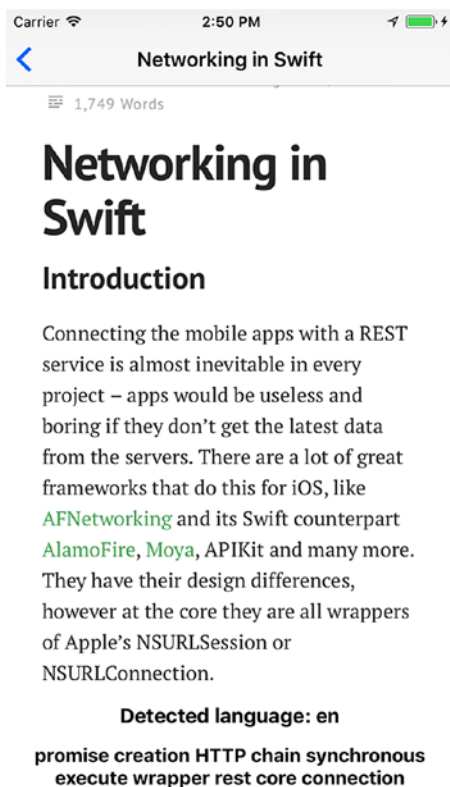 Carrier 2:50 PM
Networking in Swift
1,749 Words
Networking in
Swift
Introduction
Connecting the mobile apps with a REST
service is almost inevitable in every
project – apps would be useless and
boring if they don’t get the latest data
from the servers. There are a lot of great
frameworks that do this for iOS, like
AFNetworking and its Swift counterpart
AlamoFire, Moya, APIKit and many more.
They have their design differences,
however at the core they are all wrappers
of Apple’s NSURLSession or
NSURLConnection.
Detected language: en
promise creation HTTP chain synchronous
execute wrapper rest core connection